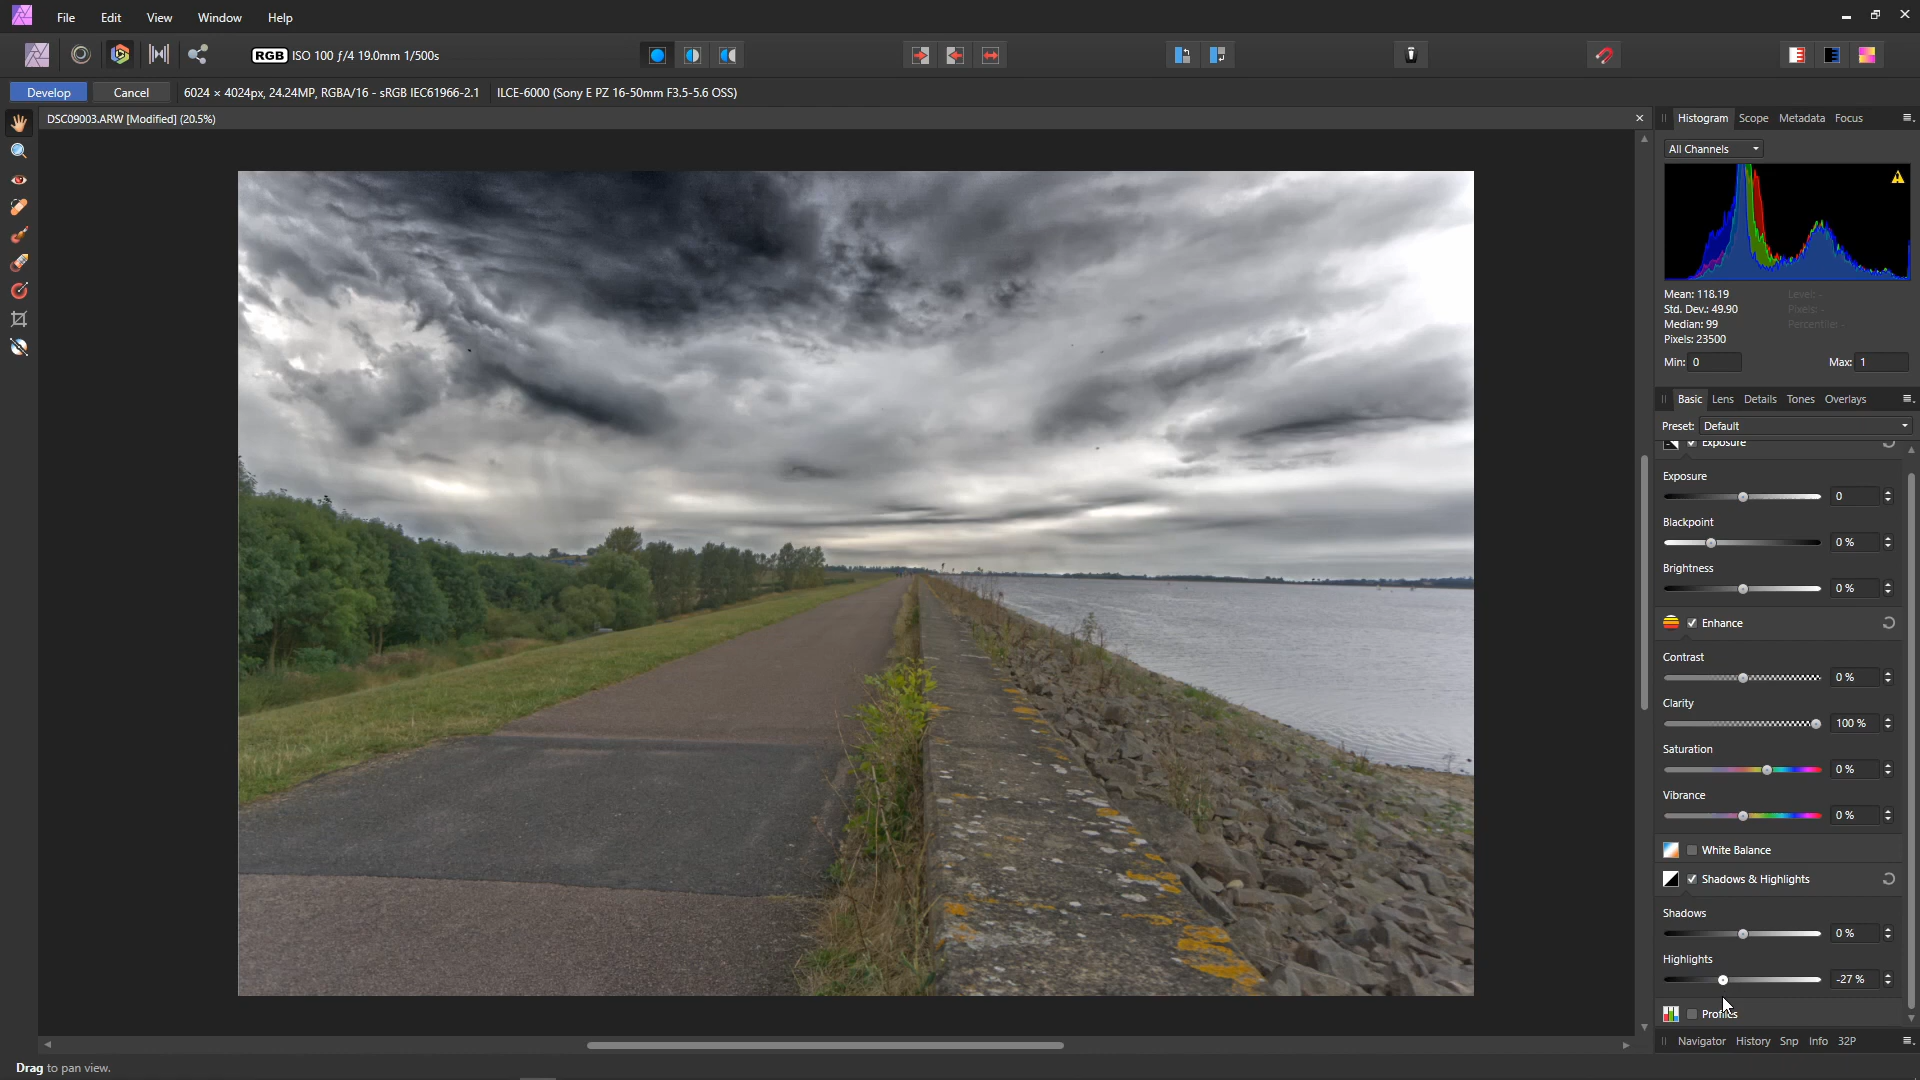 File Edit View Window Help
RGB ISO 100 ƒ/4 19.0mm 1/500s
Develop Cancel 6024 × 4024px, 24.24MP, RGBA/16 - sRGB IEC61966-2.1 ILCE-6000 (Sony E PZ 16-50mm F3.5-5.6 OSS)
DSC09003.ARW [Modified] (20.5%)
Histogram Scope Metadata Focus
All Channels
Mean: 118.19 Level: -
Std. Dev.: 49.90 Pixels: -
Median: 99 Percentile: -
Pixels: 23500
Min: 0 Max: 1
Basic Lens Details Tones Overlays
Preset: Default
Exposure
Exposure
0
Blackpoint
0 %
Brightness
0 %
Enhance
Contrast
0 %
Clarity
100 %
Saturation
0 %
Vibrance
0 %
White Balance
Shadows & Highlights
Shadows
0 %
Highlights
-27 %
Profiles
Navigator History Snp Info 32P
Drag to pan view.